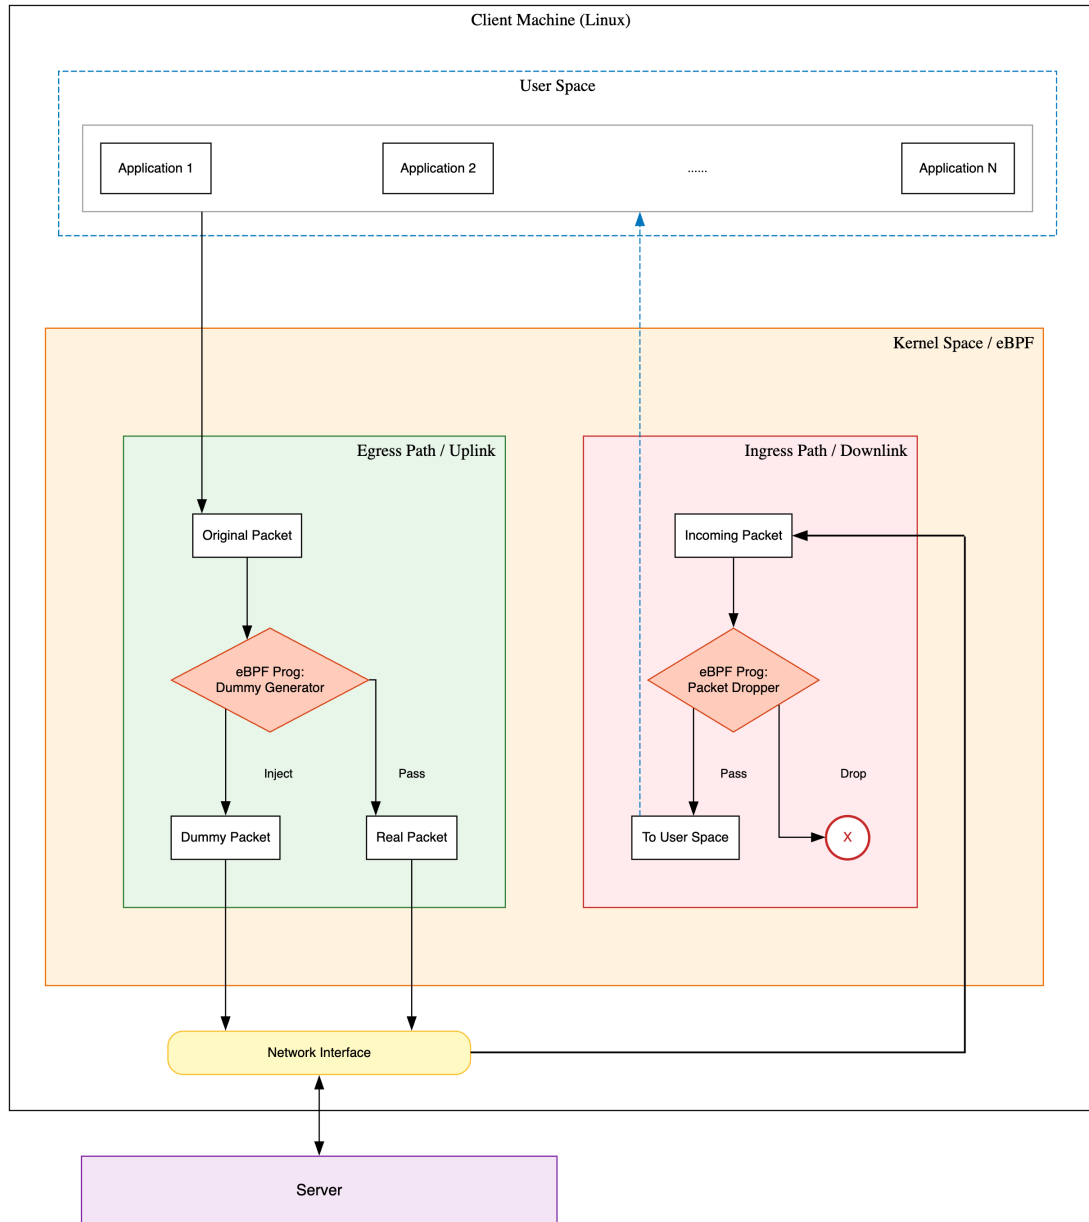 Client Machine (Linux)
User Space
Application 1
Application 2
......
Application N
Kernel Space / eBPF
Egress Path / Uplink
Ingress Path / Downlink
Original Packet
Incoming Packet
eBPF Prog:
Dummy Generator
eBPF Prog:
Packet Dropper
Inject
Pass
Pass
Drop
Dummy Packet
Real Packet
To User Space
X
Network Interface
Server